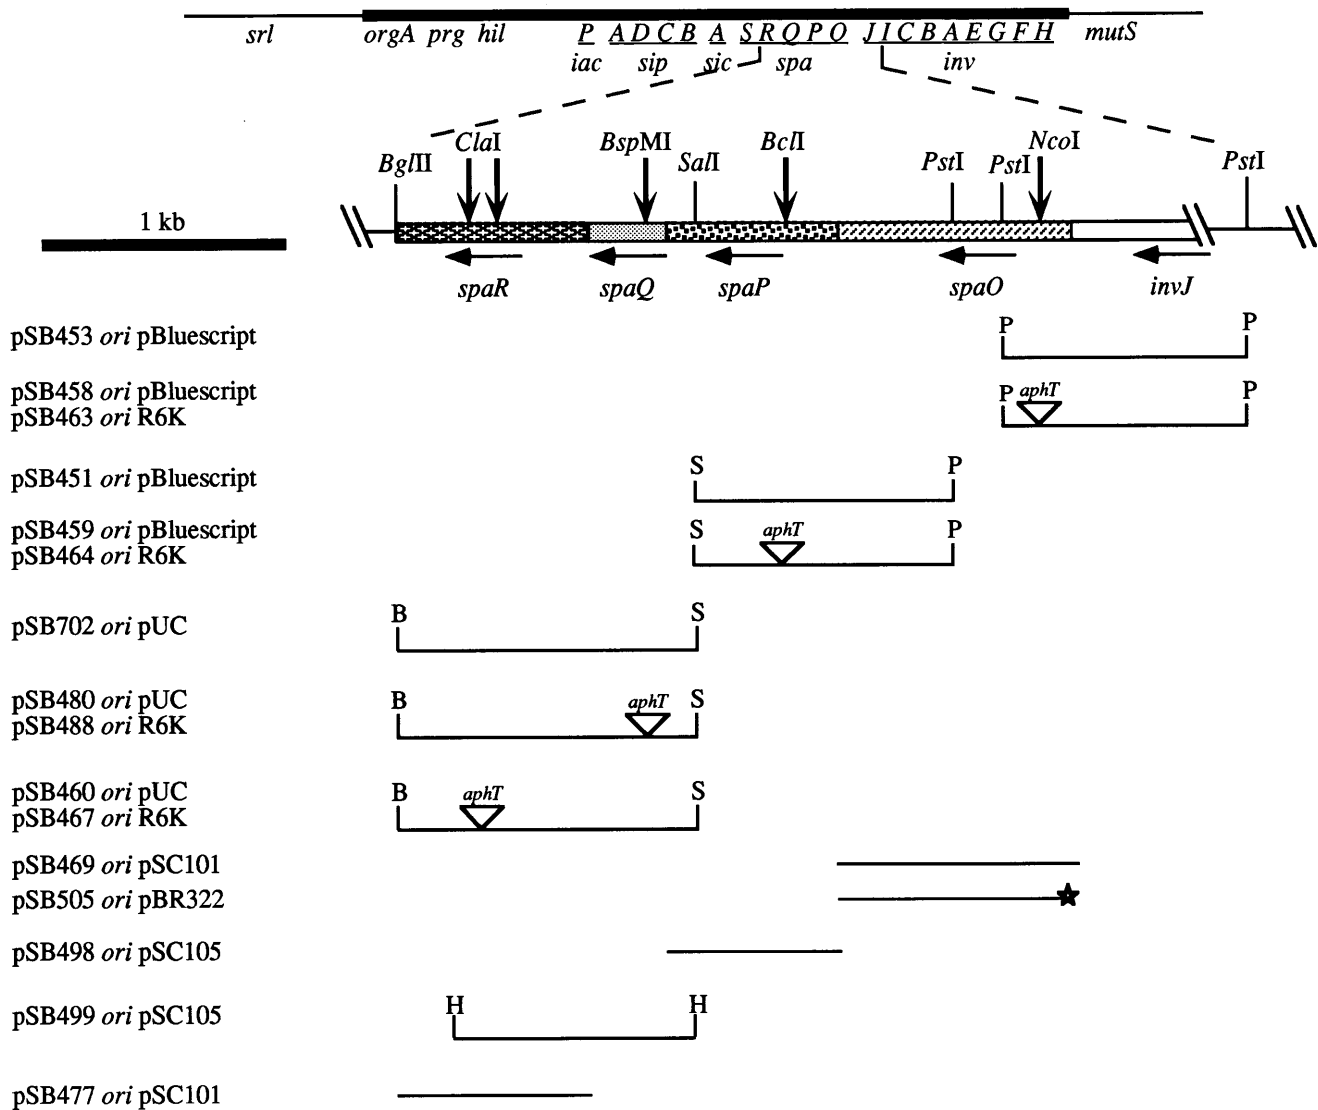 srl orgA prg hil P A D C B A S R Q P O J I C B A E G F H mutS
iac sip sic spa inv
BglII ClaI BspMI SalI BclI PstI PstI NcoI PstI
1 kb
spaR spaQ spaP spaO invJ
pSB453 ori pBluescript P P
pSB458 ori pBluescript P aphT P
pSB463 ori R6K
pSB451 ori pBluescript S P
pSB459 ori pBluescript S aphT P
pSB464 ori R6K
pSB702 ori pUC B S
pSB480 ori pUC B aphT S
pSB488 ori R6K
pSB460 ori pUC B aphT S
pSB467 ori R6K
pSB469 ori pSC101
pSB505 ori pBR322
pSB498 ori pSC105
pSB499 ori pSC105 H H
pSB477 ori pSC101